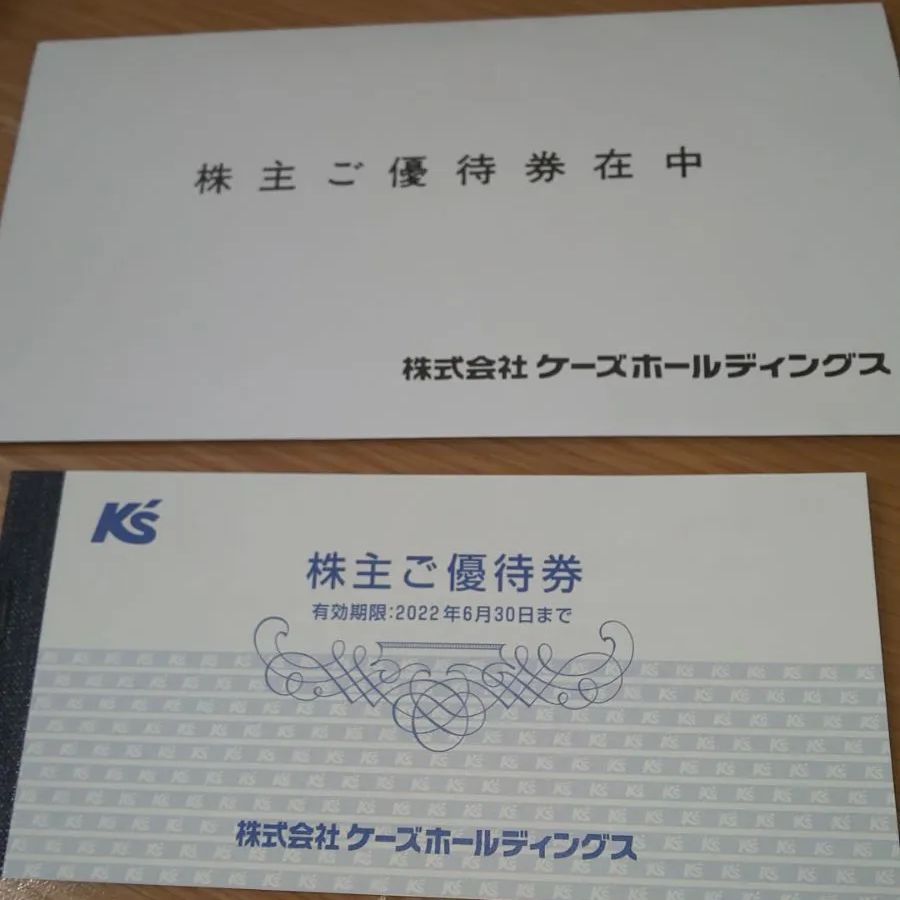 株主ご優待券在中
株式会社 ケーズホールディングス
K's
株主ご優待券
有効期限:2022年6月30日まで
株式会社 ケーズホールディングス